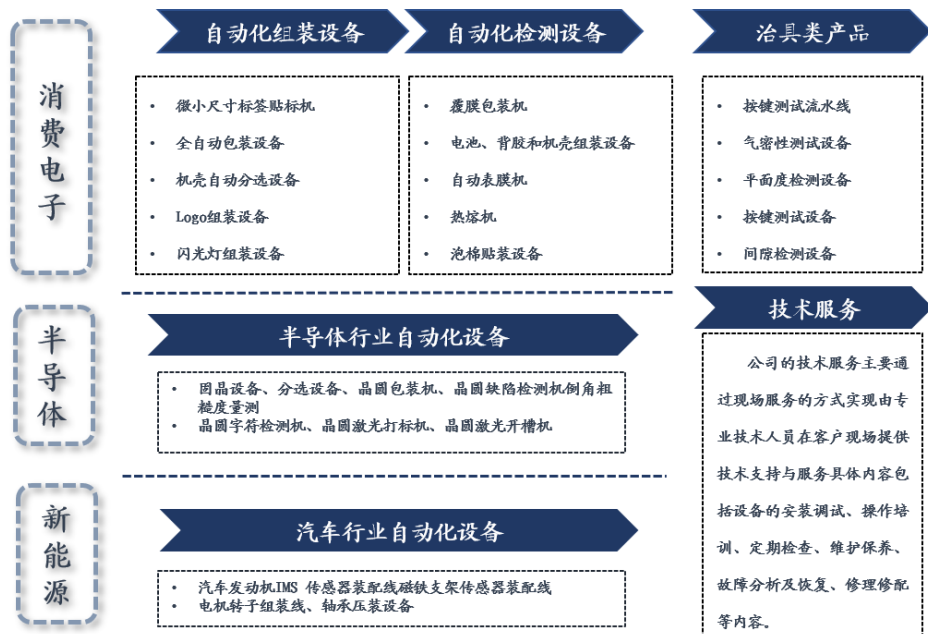 消费电子
自动化组装设备
• 微小尺寸标签贴标机
• 全自动包装设备
• 机壳自动分选设备
• Logo组装设备
• 闪光灯组装设备
自动化检测设备
• 覆膜包装机
• 电池、背胶和机壳组装设备
• 自动表膜机
• 热熔机
• 泡棉贴装设备
治具类产品
• 按键测试流水线
• 气密性测试设备
• 平面度检测设备
• 按键测试设备
• 间隙检测设备
半导体
半导体行业自动化设备
• 固晶设备、分选设备、晶圆包装机、晶圆缺陷检测机倒角粗
糙度量测
• 晶圆字符检测机、晶圆激光打标机、晶圆激光开槽机
新能源
汽车行业自动化设备
• 汽车发动机IMS 传感器装配线磁铁支架传感器装配线
• 电机转子组装线、轴承压装设备
技术服务
公司的技术服务主要通
过现场服务的方式实现由专
业技术人员在客户现场提供
技术支持与服务具体内容包
括设备的安装调试、操作培
训、定期检查、维护保养、
故障分析及恢复、修理修配
等内容。